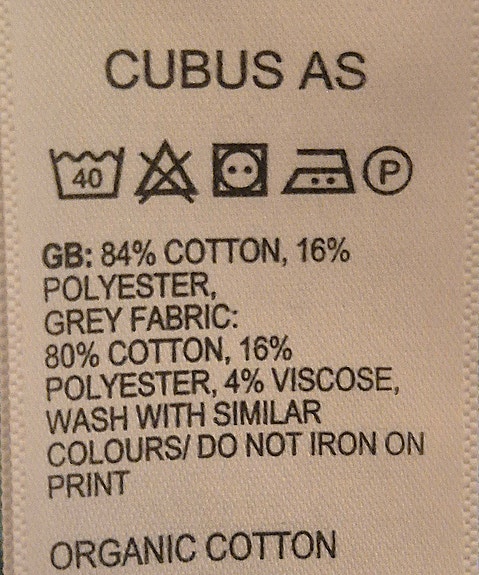 CUBUS AS
40 P
GB: 84% COTTON, 16%
POLYESTER,
GREY FABRIC:
80% COTTON, 16%
POLYESTER, 4% VISCOSE,
WASH WITH SIMILAR
COLOURS/ DO NOT IRON ON
PRINT
ORGANIC COTTON